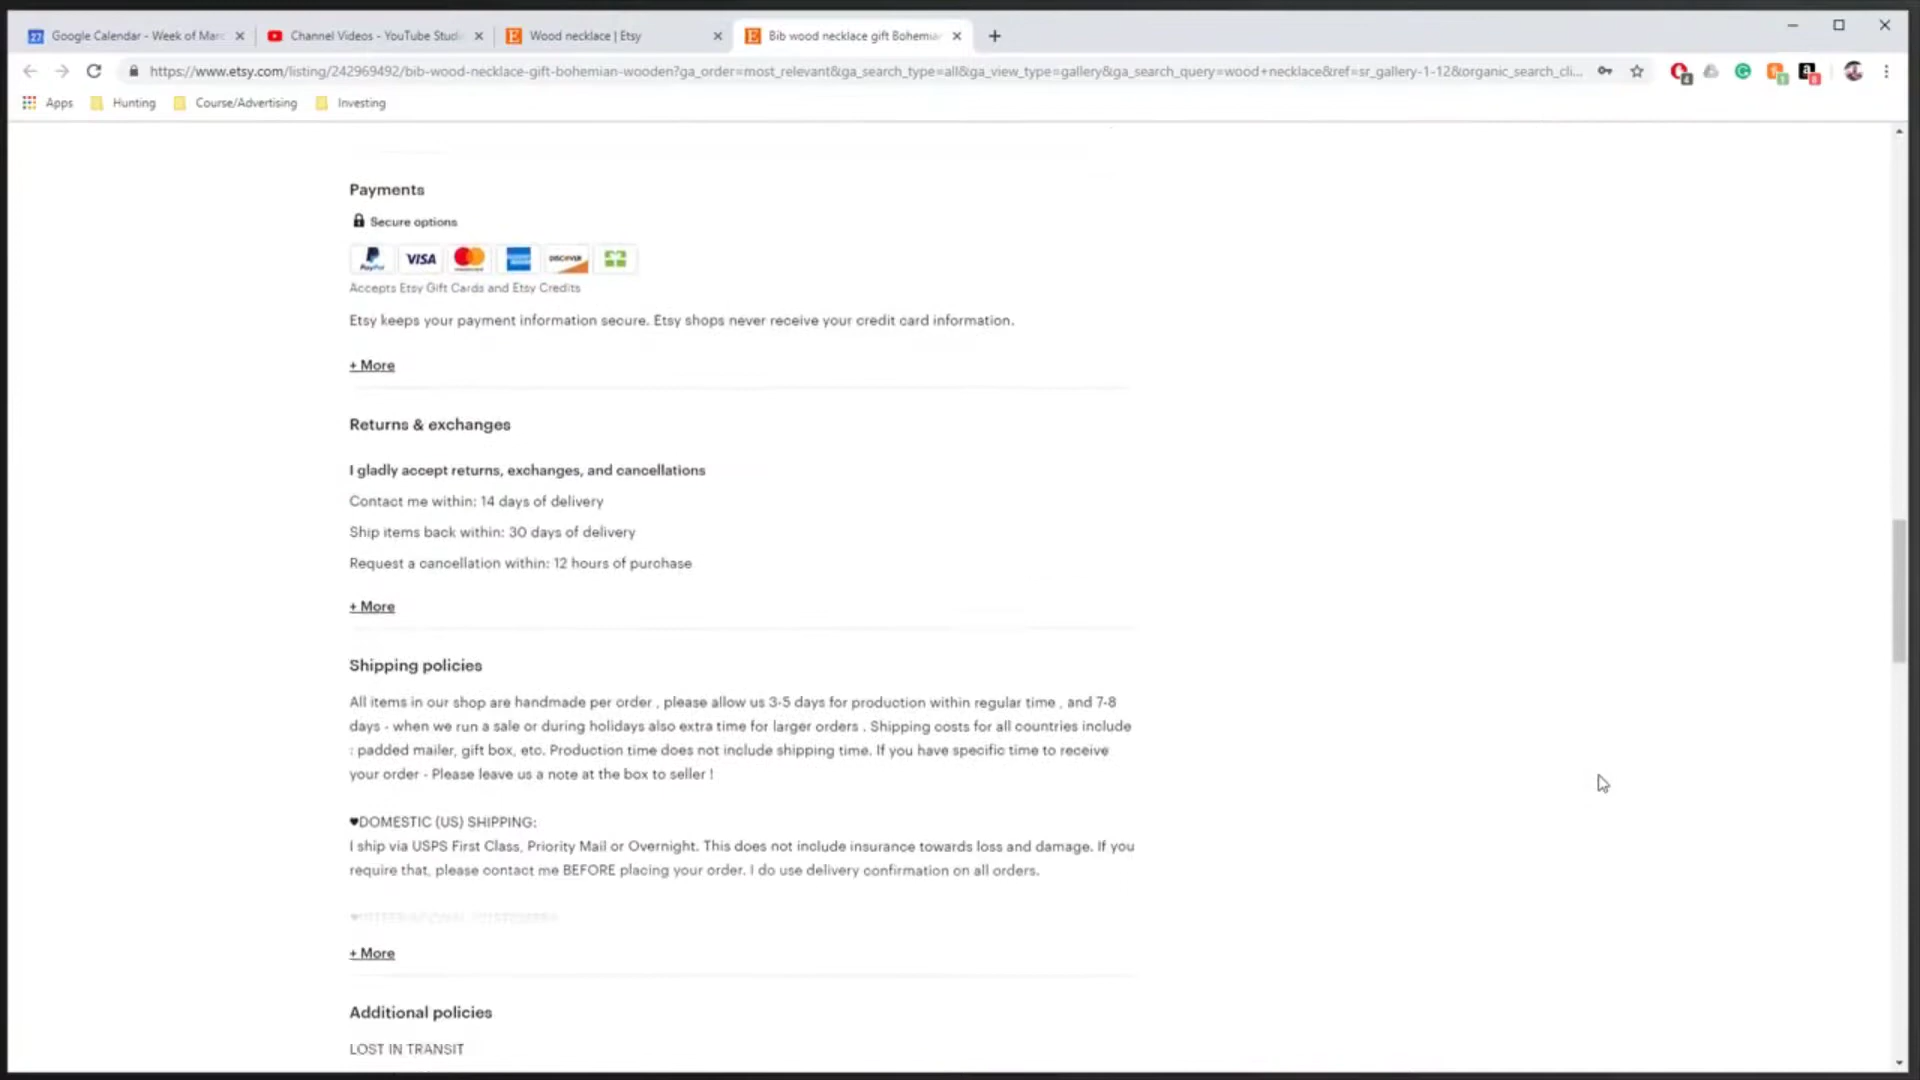 Google Calendar - Week of Marc
Channel Videos - YouTube Studi
Wood necklace | Etsy
Bib wood necklace gift Bohemia
https://www.etsy.com/listing/242969492/bib-wood-necklace-gift-bohemian-wooden?ga_order=most_relevant&ga_search_type=all&ga_view_type=gallery&ga_search_query=wood+necklace&ref=sr_gallery-1-12&organic_search_cli...
Apps
Hunting
Course/Advertising
Investing
Payments
Secure options
PayPal VISA DISCOVER
Accepts Etsy Gift Cards and Etsy Credits
Etsy keeps your payment information secure. Etsy shops never receive your credit card information.
+ More
Returns & exchanges
I gladly accept returns, exchanges, and cancellations
Contact me within: 14 days of delivery
Ship items back within: 30 days of delivery
Request a cancellation within: 12 hours of purchase
+ More
Shipping policies
All items in our shop are handmade per order , please allow us 3-5 days for production within regular time , and 7-8
days - when we run a sale or during holidays also extra time for larger orders . Shipping costs for all countries include
: padded mailer, gift box, etc. Production time does not include shipping time. If you have specific time to receive
your order - Please leave us a note at the box to seller !
♥DOMESTIC (US) SHIPPING:
I ship via USPS First Class, Priority Mail or Overnight. This does not include insurance towards loss and damage. If you
require that, please contact me BEFORE placing your order. I do use delivery confirmation on all orders.
+ More
Additional policies
LOST IN TRANSIT